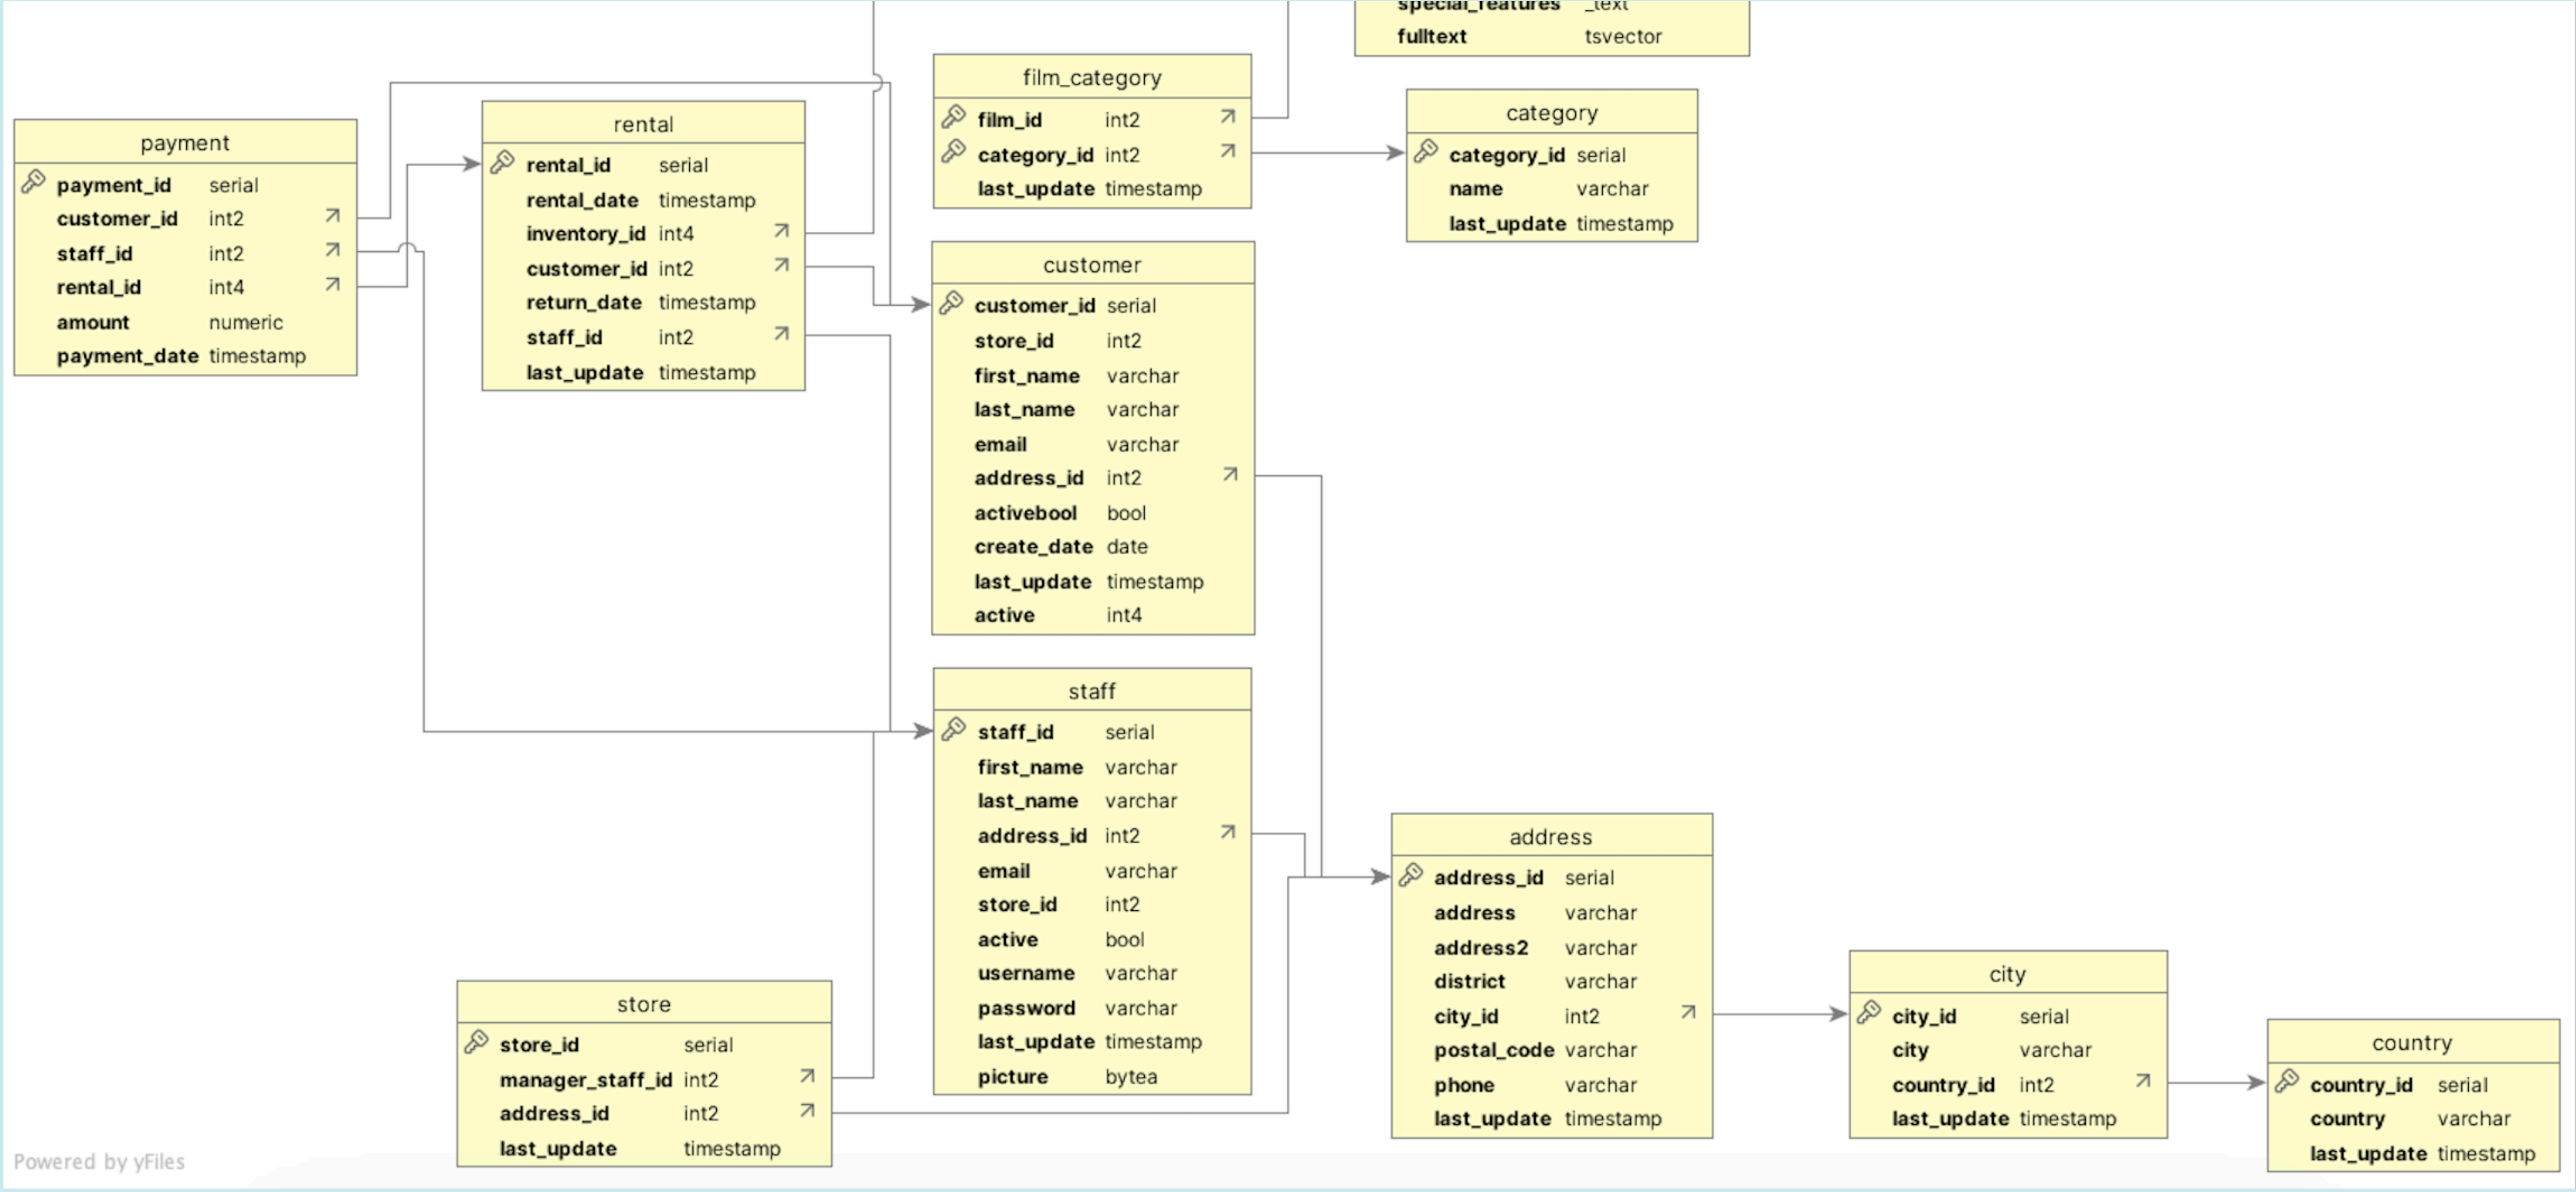 special_features _text
fulltext tsvector
film_category
film_id int2
category_id int2
last_update timestamp
category
category_id serial
name varchar
last_update timestamp
payment
payment_id serial
customer_id int2
staff_id int2
rental_id int4
amount numeric
payment_date timestamp
rental
rental_id serial
rental_date timestamp
inventory_id int4
customer_id int2
return_date timestamp
staff_id int2
last_update timestamp
customer
customer_id serial
store_id int2
first_name varchar
last_name varchar
email varchar
address_id int2
activebool bool
create_date date
last_update timestamp
active int4
staff
staff_id serial
first_name varchar
last_name varchar
address_id int2
email varchar
store_id int2
active bool
username varchar
password varchar
last_update timestamp
picture bytea
store
store_id serial
manager_staff_id int2
address_id int2
last_update timestamp
address
address_id serial
address varchar
address2 varchar
district varchar
city_id int2
postal_code varchar
phone varchar
last_update timestamp
city
city_id serial
city varchar
country_id int2
last_update timestamp
country
country_id serial
country varchar
last_update timestamp
Powered by yFiles